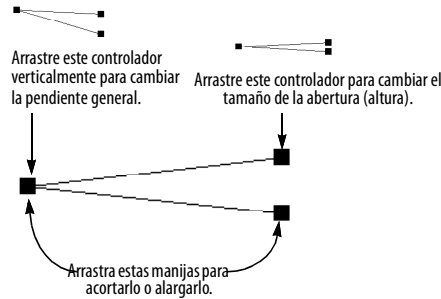 Arrastre este controlador
verticalmente para cambiar
la pendiente general.
Arrastre este controlador para cambiar el
tamaño de la abertura (altura).
Arrastra estas manijas para
acortarlo o alargarlo.